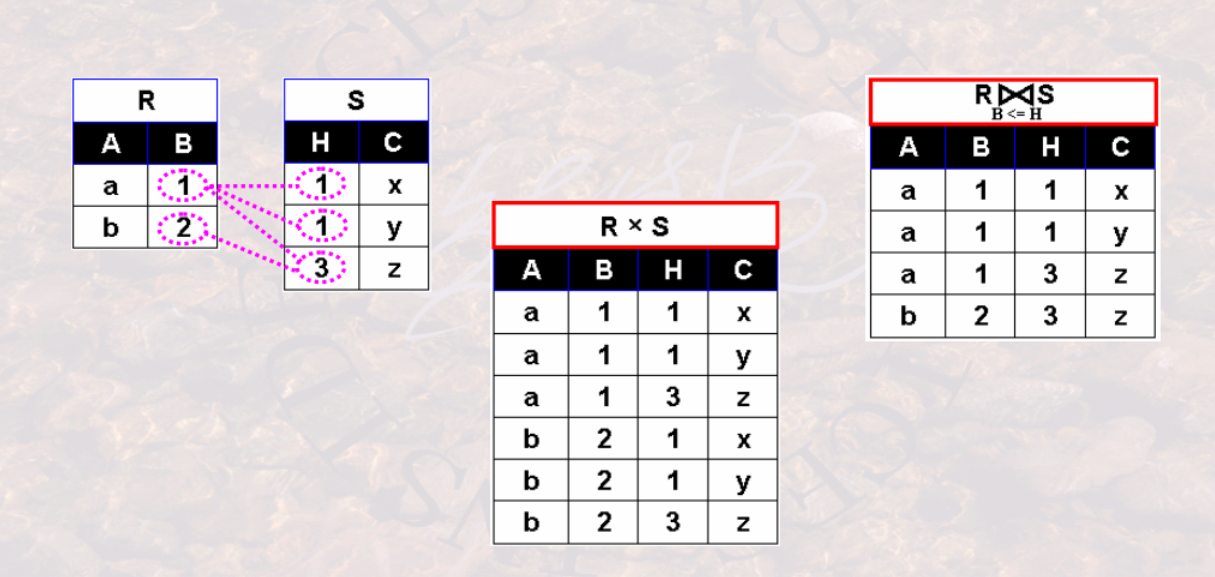 R
A B
a 1
b 2
S
H C
1 x
1 y
3 z
R × S
A B H C
a 1 1 x
a 1 1 y
a 1 3 z
b 2 1 x
b 2 1 y
b 2 3 z
R⋈S
B <= H
A B H C
a 1 1 x
a 1 1 y
a 1 3 z
b 2 3 z